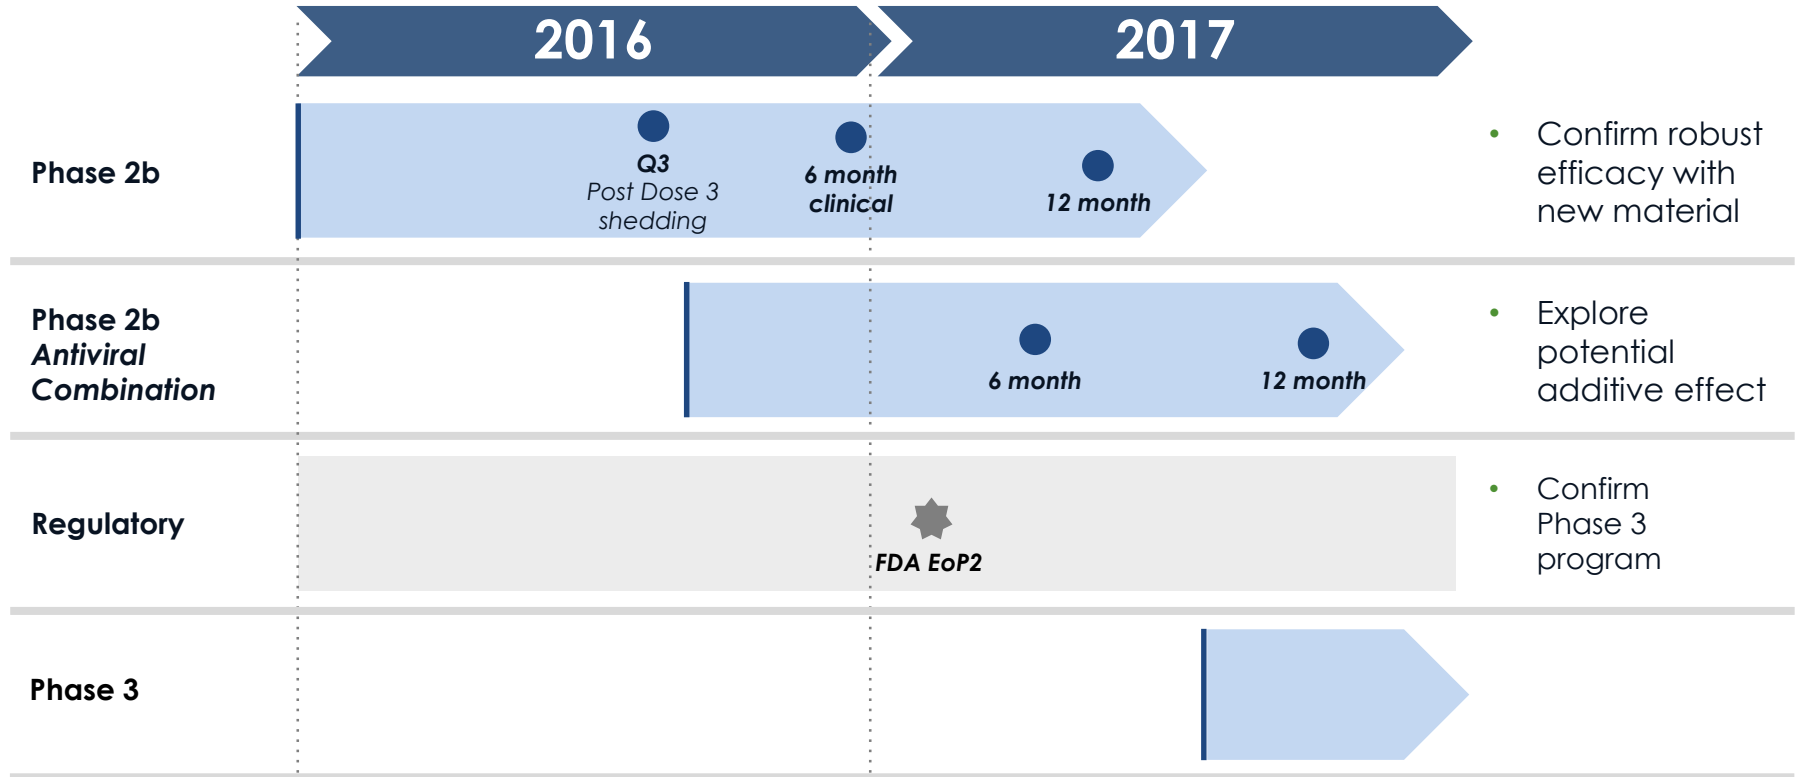 2016
2017
Phase 2b
Q3
Post Dose 3
shedding
6 month
clinical
12 month
• Confirm robust
efficacy with
new material
Phase 2b
Antiviral
Combination
6 month
12 month
• Explore
potential
additive effect
Regulatory
FDA EoP2
• Confirm
Phase 3
program
Phase 3